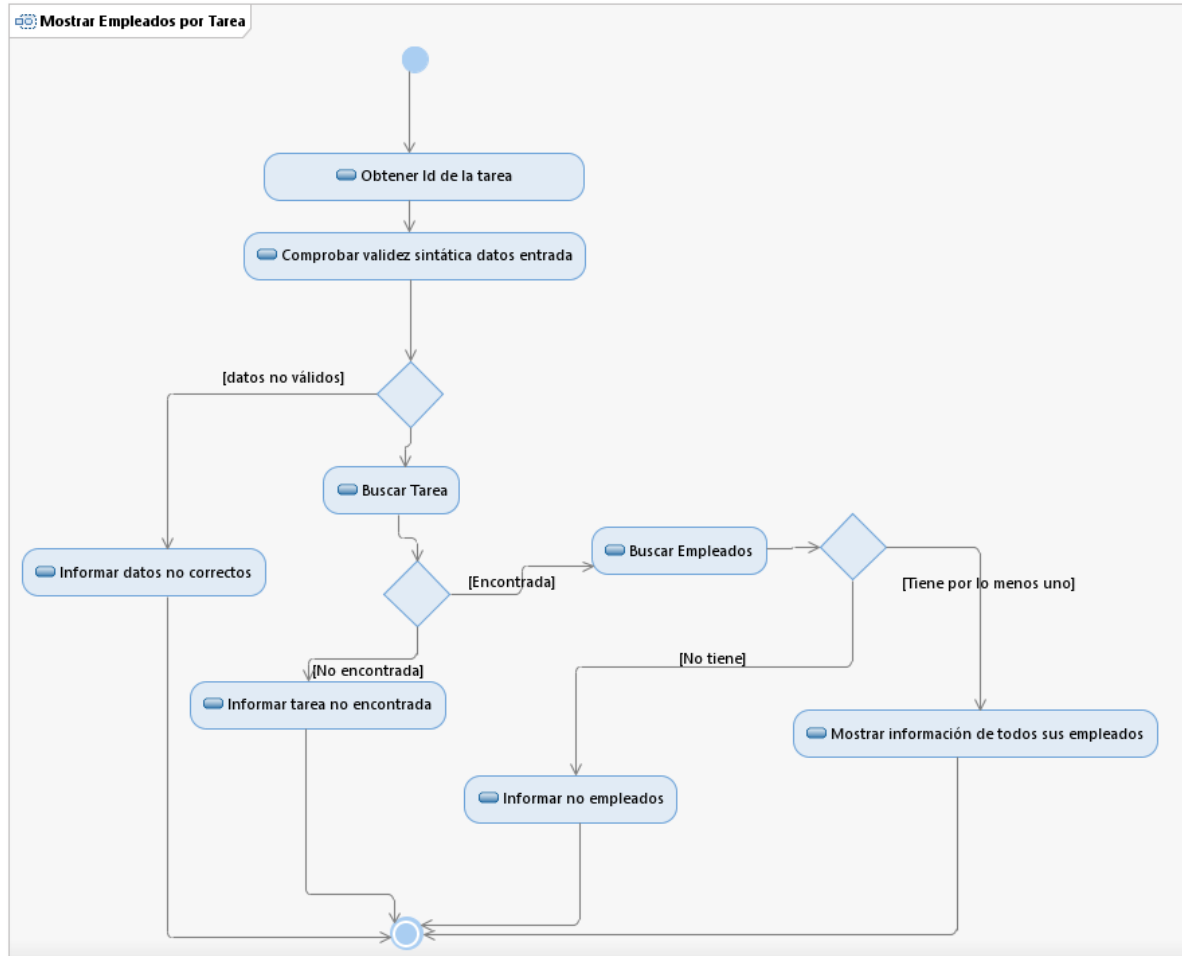 Mostrar Empleados por Tarea
Obtener Id de la tarea
Comprobar validez sintática datos entrada
[datos no válidos]
Buscar Tarea
Buscar Empleados
Informar datos no correctos
[Encontrada]
[Tiene por lo menos uno]
[No tiene]
[No encontrada]
Informar tarea no encontrada
Mostrar información de todos sus empleados
Informar no empleados